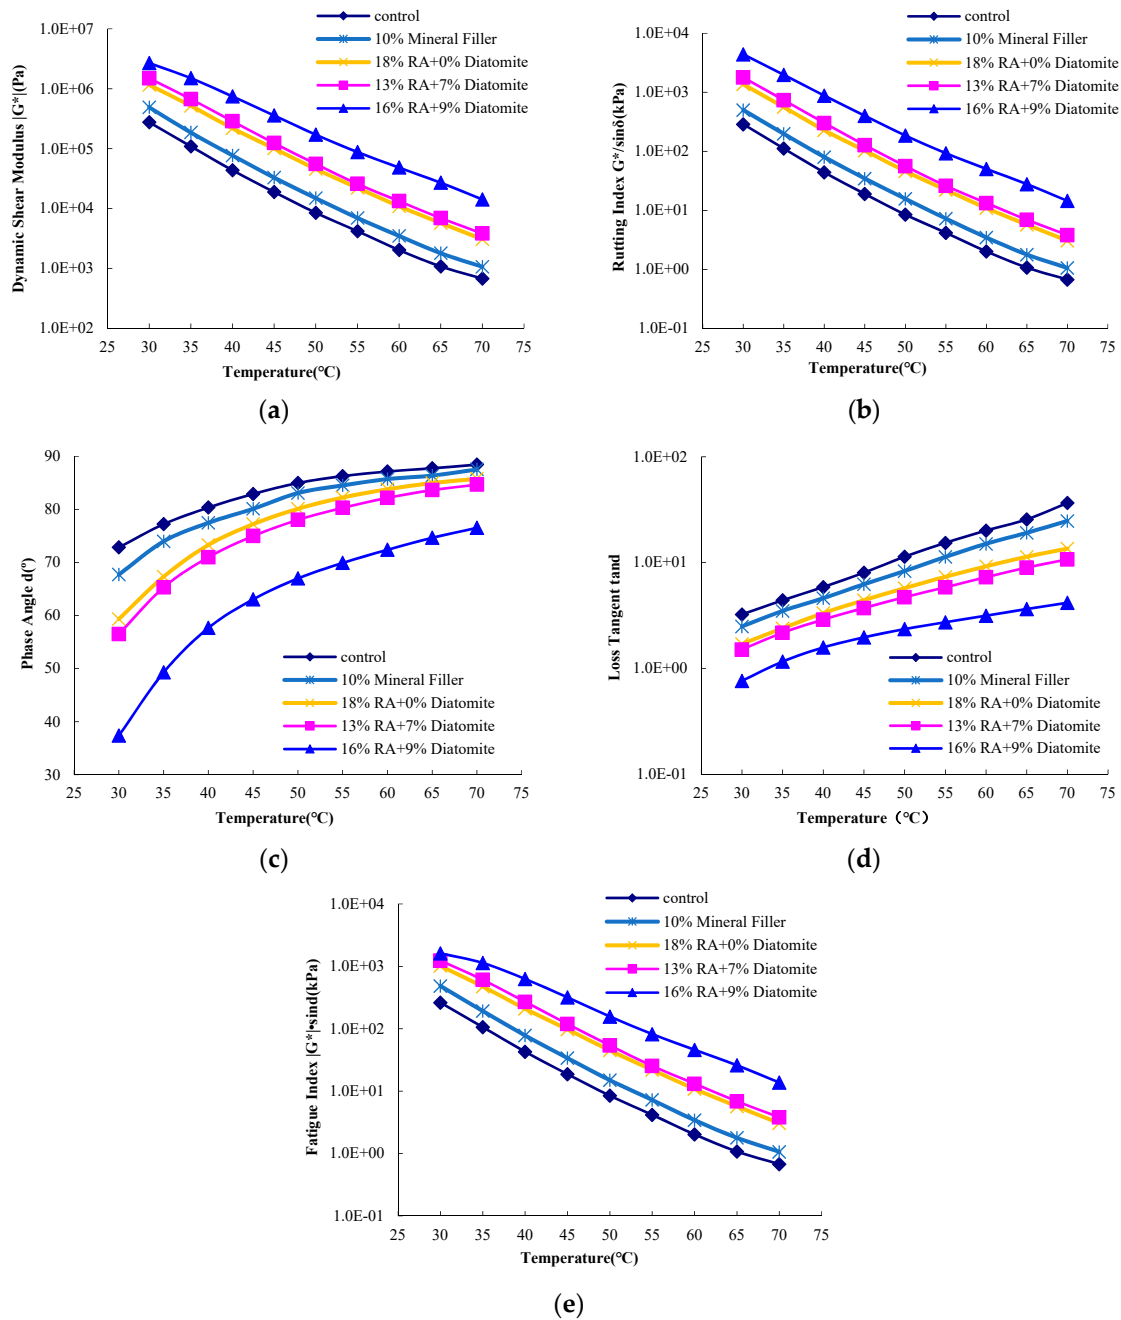 1.0E+07
1.0E+06
1.0E+05
1.0E+04
1.0E+03
1.0E+02
Dynamic Shear Modulus |G*|(Pa)
control
10% Mineral Filler
18% RA+0% Diatomite
13% RA+7% Diatomite
16% RA+9% Diatomite
25 30 35 40 45 50 55 60 65 70 75
Temperature(℃)
(a)
1.0E+04
1.0E+03
1.0E+02
1.0E+01
1.0E+00
1.0E-01
Rutting Index G*/sinδ(kPa)
control
10% Mineral Filler
18% RA+0% Diatomite
13% RA+7% Diatomite
16% RA+9% Diatomite
25 30 35 40 45 50 55 60 65 70 75
Temperature(℃)
(b)
90
80
70
60
50
40
30
Phase Angle d(°)
control
10% Mineral Filler
18% RA+0% Diatomite
13% RA+7% Diatomite
16% RA+9% Diatomite
25 30 35 40 45 50 55 60 65 70 75
Temperature(℃)
(c)
1.0E+02
1.0E+01
1.0E+00
1.0E-01
Loss Tangent tand
control
10% Mineral Filler
18% RA+0% Diatomite
13% RA+7% Diatomite
16% RA+9% Diatomite
25 30 35 40 45 50 55 60 65 70 75
Temperature（℃）
(d)
1.0E+04
1.0E+03
1.0E+02
1.0E+01
1.0E+00
1.0E-01
Fatigue Index |G*|•sind(kPa)
control
10% Mineral Filler
18% RA+0% Diatomite
13% RA+7% Diatomite
16% RA+9% Diatomite
25 30 35 40 45 50 55 60 65 70 75
Temperature(℃)
(e)